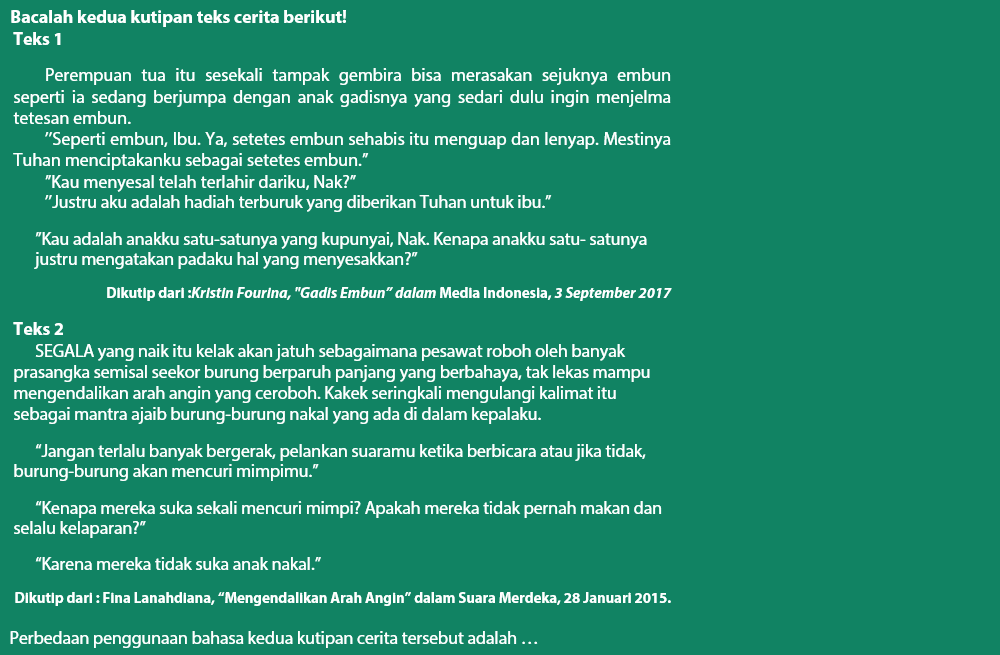 Bacalah kedua kutipan teks cerita berikut!
Teks 1
Perempuan tua itu sesekali tampak gembira bisa merasakan sejuknya embun
seperti ia sedang berjumpa dengan anak gadisnya yang sedari dulu ingin menjelma
tetesan embun.
”Seperti embun, Ibu. Ya, setetes embun sehabis itu menguap dan lenyap. Mestinya
Tuhan menciptakanku sebagai setetes embun.”
”Kau menyesal telah terlahir dariku, Nak?”
”Justru aku adalah hadiah terburuk yang diberikan Tuhan untuk ibu.”
”Kau adalah anakku satu-satunya yang kupunyai, Nak. Kenapa anakku satu- satunya
justru mengatakan padaku hal yang menyesakkan?”
Dikutip dari :Kristin Fourina, "Gadis Embun” dalam Media Indonesia, 3 September 2017
Teks 2
SEGALA yang naik itu kelak akan jatuh sebagaimana pesawat roboh oleh banyak
prasangka semisal seekor burung berparuh panjang yang berbahaya, tak lekas mampu
mengendalikan arah angin yang ceroboh. Kakek seringkali mengulangi kalimat itu
sebagai mantra ajaib burung-burung nakal yang ada di dalam kepalaku.
“Jangan terlalu banyak bergerak, pelankan suaramu ketika berbicara atau jika tidak,
burung-burung akan mencuri mimpimu.”
“Kenapa mereka suka sekali mencuri mimpi? Apakah mereka tidak pernah makan dan
selalu kelaparan?”
“Karena mereka tidak suka anak nakal.”
Dikutip dari : Fina Lanahdiana, “Mengendalikan Arah Angin” dalam Suara Merdeka, 28 Januari 2015.
Perbedaan penggunaan bahasa kedua kutipan cerita tersebut adalah …